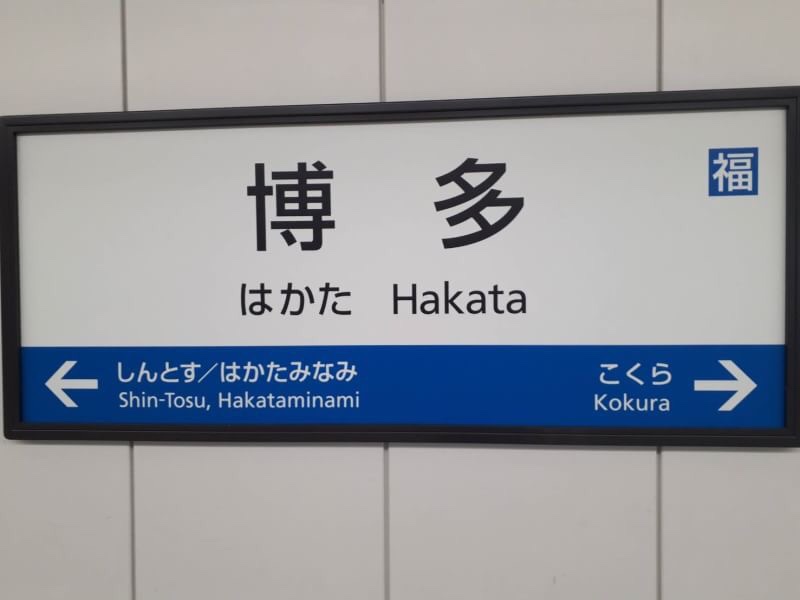 福
博多
はかた Hakata
しんとす/はかたみなみ
Shin-Tosu, Hakataminami
こくら
Kokura